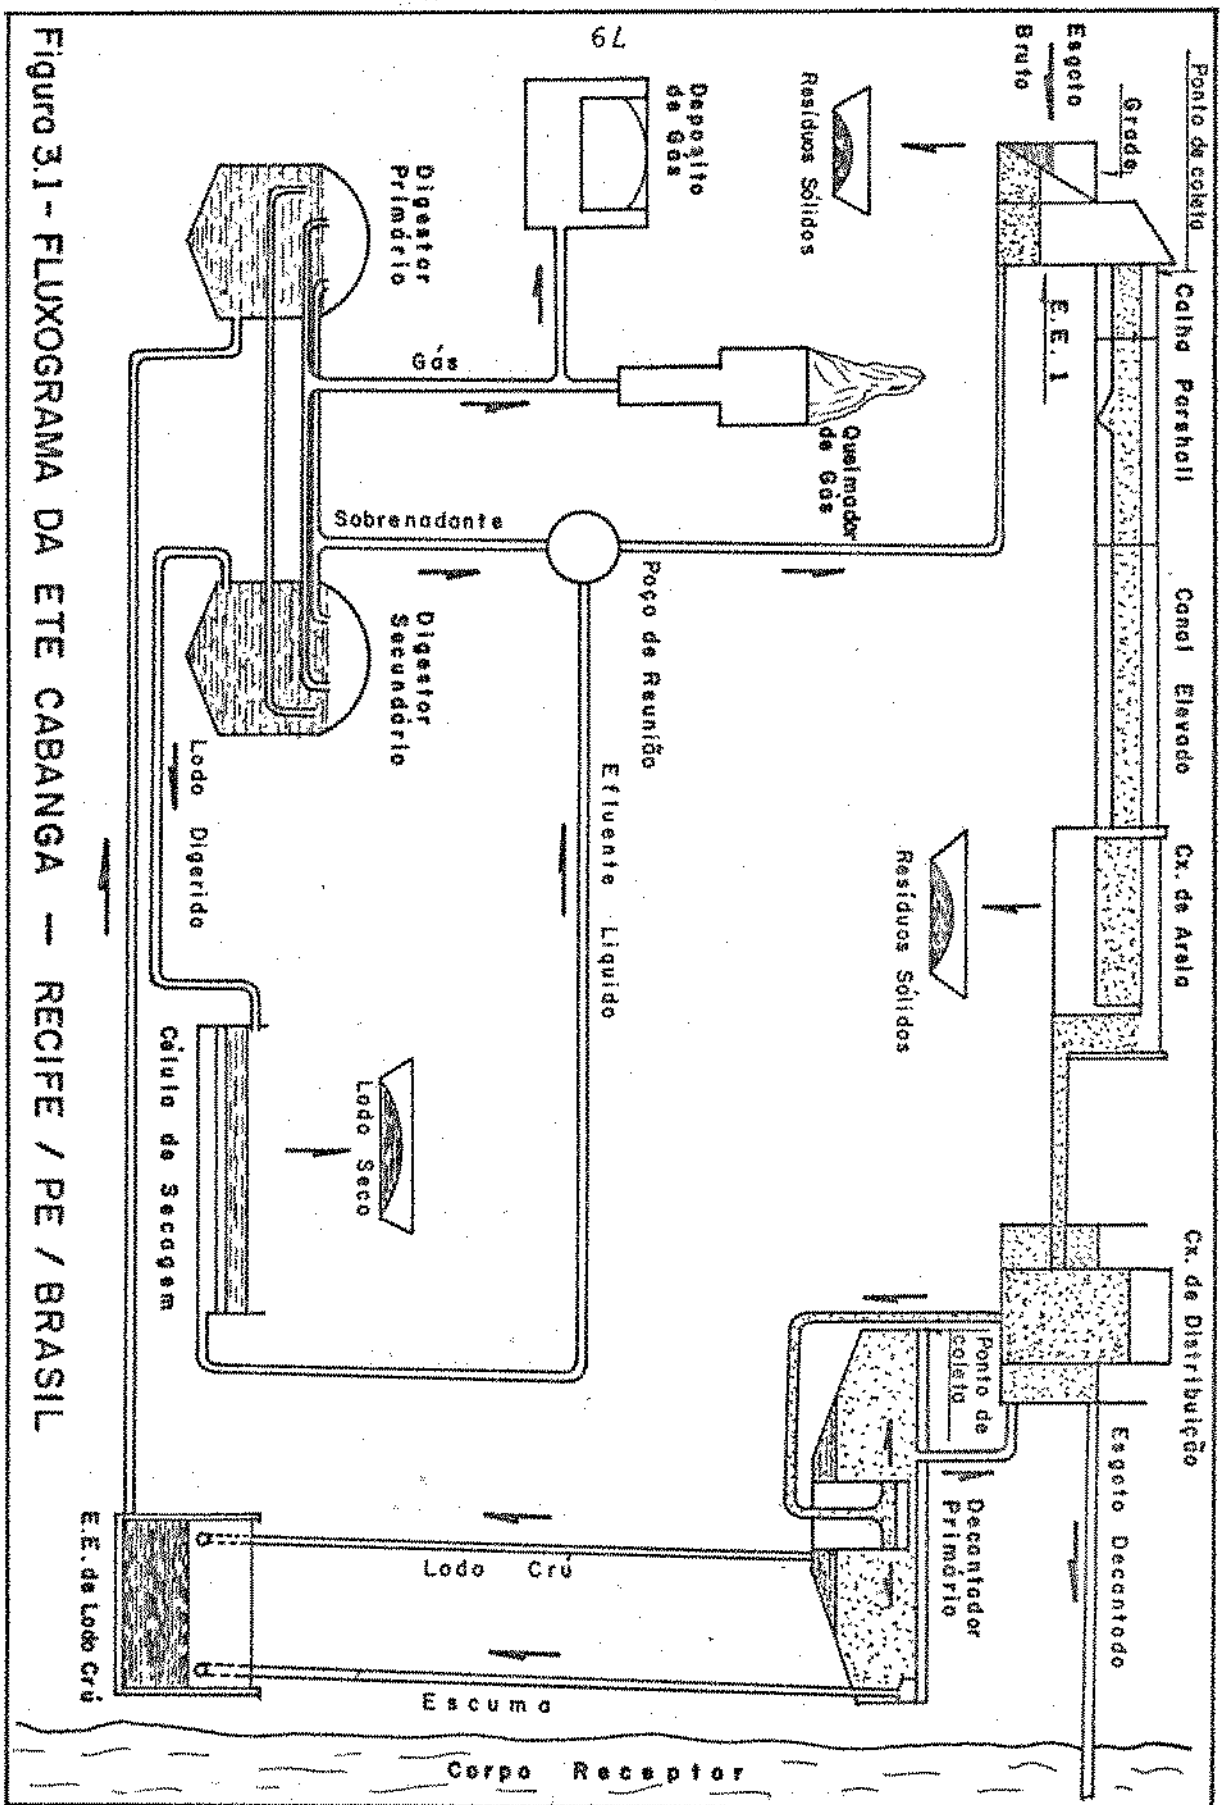 79
Ponto de coleta
Grade
Esgoto
Bruto
Calha Parshall
Canal Elevado
Cx. de Areia
Cx. de Distribuição
Esgoto Decantado
E.E. 1
Resíduos Sólidos
Resíduos Sólidos
Ponto de
coleta
Decantador
Primário
Depósito
de Gás
Queimador
de Gás
Poço de Reunião
Efluente Líquido
Gás
Sobrenadante
Digestor
Primário
Digestor
Secundário
Lodo Digerido
Lodo Seco
Célula de Secagem
Lodo Crú
Escuma
E.E. de Lodo Crú
Corpo Receptor
Figura 3.1 - FLUXOGRAMA DA ETE CABANGA — RECIFE / PE / BRASIL